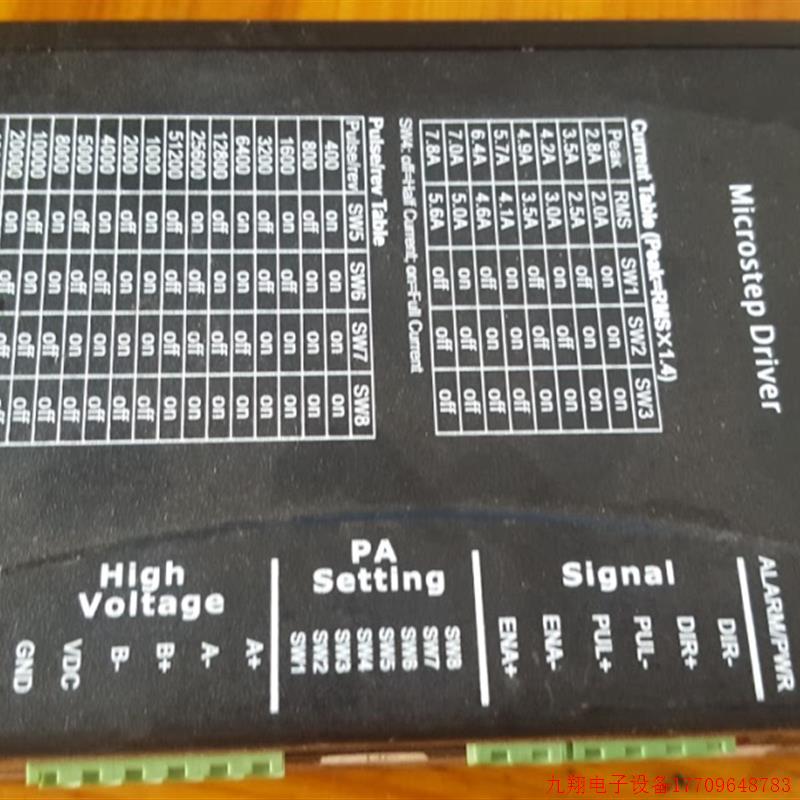 Microstep Driver
Current Table (Peak=RMS X 1.4)
Peak RMS SW1 SW2 SW3
2.8A 2.0A on on on
3.5A 2.5A off on on
4.2A 3.0A on off on
4.9A 3.5A off off on
5.7A 4.1A on on off
6.4A 4.6A off on off
7.0A 5.0A on off off
7.8A 5.6A off off off
SW4: off=Half Current; on=Full Current
Pulse/rev Table
Pulse/rev SW5 SW6 SW7 SW8
400 on on on on
800 off on on on
1600 on off on on
3200 off off on on
6400 on on off on
12800 off on off on
25600 on off off on
51200 off off off on
1000 on on on off
2000 off on on off
4000 on off on off
5000 off off on off
8000 on on off off
100000 off on off off
200000 on off off off
ALARM/PWR
Signal
DIR-
DIR+
PUL-
PUL+
ENA-
ENA+
PA
Setting
SW8
SW7
SW6
SW5
SW4
SW3
SW2
SW1
High
Voltage
A+
A-
B+
B-
VDC
GND
九翔电子设备17709648783